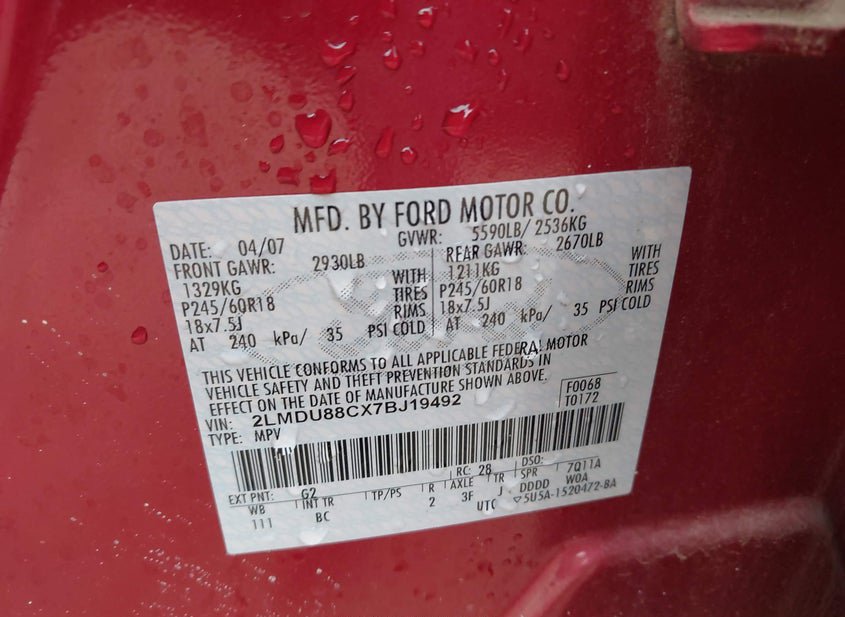 MFD. BY FORD MOTOR CO.
DATE: 04/07 GVWR: 5590LB/ 2536KG
FRONT GAWR: 2930LB REAR GAWR: 2670LB
1329KG WITH 1211KG WITH
P245/60R18 TIRES P245/60R18 TIRES
18x7.5J RIMS 18x7.5J RIMS
AT 240 kPa/ 35 PSI COLD AT 240 kPa/ 35 PSI COLD
THIS VEHICLE CONFORMS TO ALL APPLICABLE FEDERAL MOTOR
VEHICLE SAFETY AND THEFT PREVENTION STANDARDS IN
EFFECT ON THE DATE OF MANUFACTURE SHOWN ABOVE.
VIN: 2LMDU88CX7BJ19492 F0068
TYPE: MPV T0172
EXT PNT: G2 RC: 28 DSO: 7Q11A
WB INT TR TP/PS R AXLE TR SPR W0A
111 BC 2 3F J DDDD
UTC 5U5A-1520472-BA